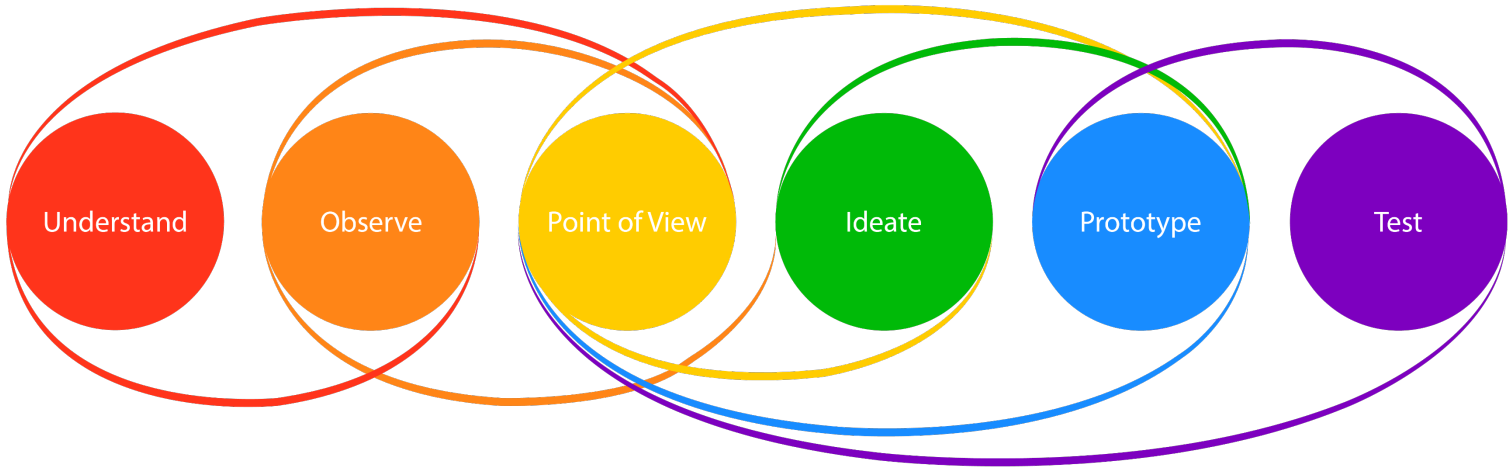 Understand
Observe
Point of View
Ideate
Prototype
Test